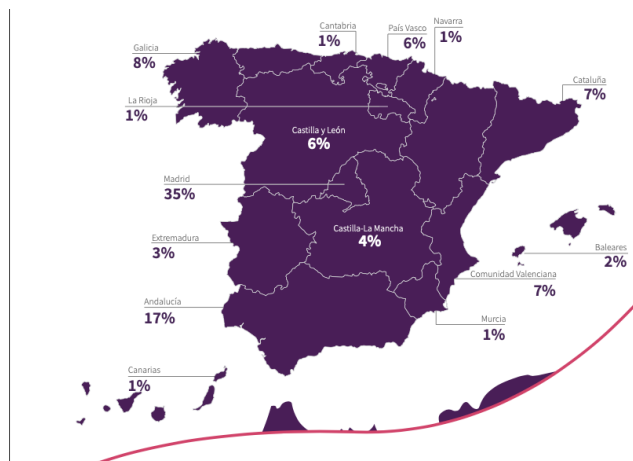 Cantabria
1%
País Vasco
6%
Navarra
1%
Galicia
8%
Cataluña
7%
La Rioja
1%
Castilla y León
6%
Madrid
35%
Castilla-La Mancha
4%
Extremadura
3%
Baleares
2%
Comunidad Valenciana
7%
Andalucía
17%
Murcia
1%
Canarias
1%